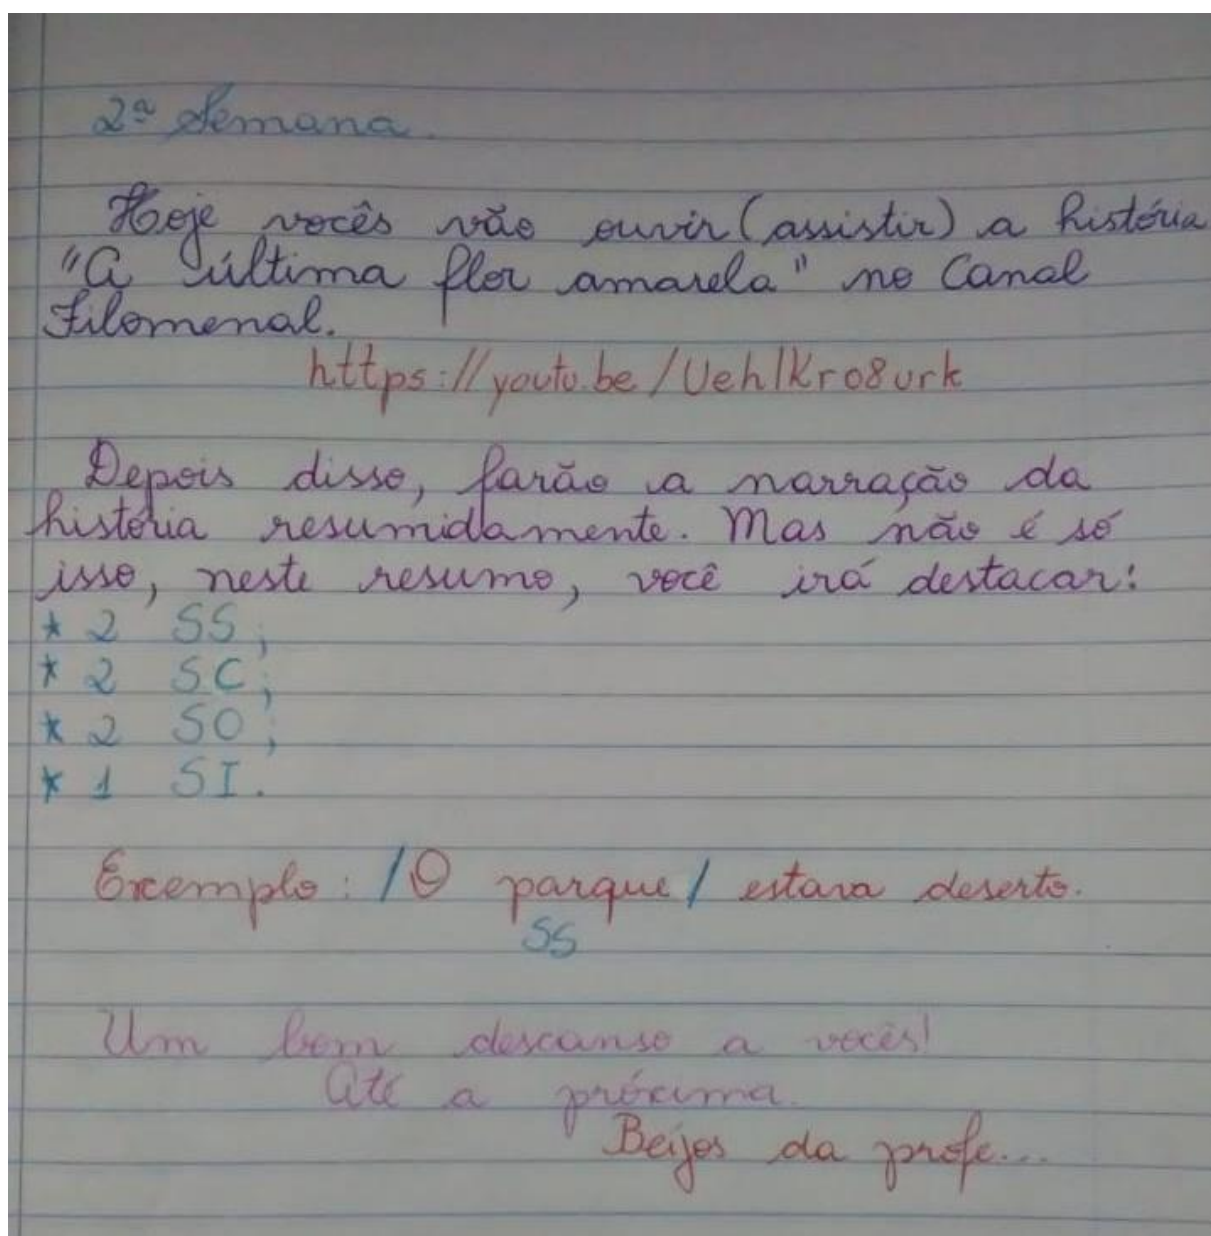 2ª Semana.
Hoje vocês vão ouvir (assistir) a história
"A última flor amarela" no Canal
Filomenal.
https://youtu.be/Ueh1Kro8urk
Depois disso, farão a narração da
história resumidamente. Mas não é só
isso, neste resumo, você irá destacar:
* 2 SS;
* 2 SC;
* 2 SO;
* 1 SI.
Exemplo: /O parque/ estava deserto.
SS
Um bom descanso a vocês!
Até a próxima.
Beijos da profe...